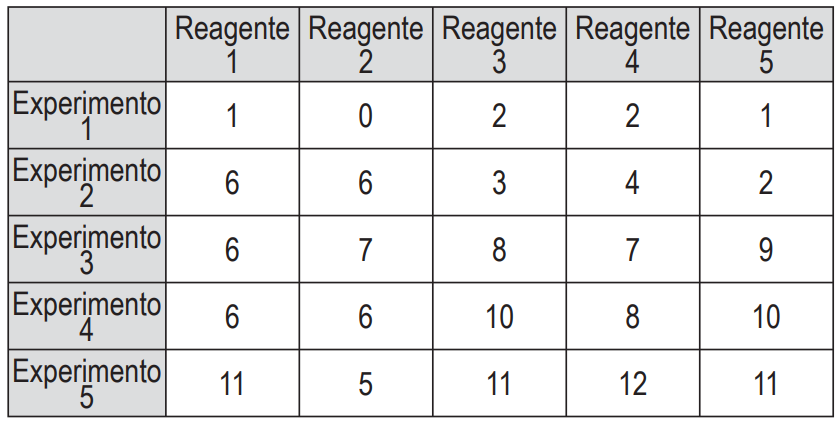 Reagente 1 Reagente 2 Reagente 3 Reagente 4 Reagente 5
Experimento 1 1 0 2 2 1
Experimento 2 6 6 3 4 2
Experimento 3 6 7 8 7 9
Experimento 4 6 6 10 8 10
Experimento 5 11 5 11 12 11